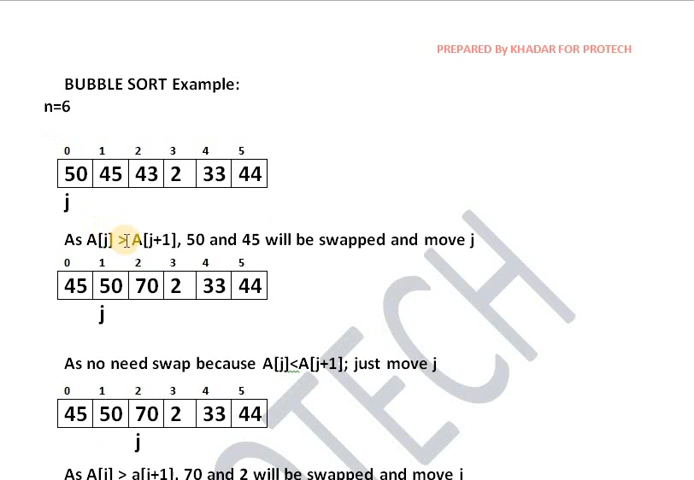 PREPARED By KHADAR FOR PROTECH
BUBBLE SORT Example:
n=6
0 1 2 3 4 5
50 45 43 2 33 44
j
As A[j] > A[j+1], 50 and 45 will be swapped and move j
0 1 2 3 4 5
45 50 70 2 33 44
j
As no need swap because A[j]<A[j+1]; just move j
0 1 2 3 4 5
45 50 70 2 33 44
j
As A[j] > a[j+1], 70 and 2 will be swapped and move j
OTECH